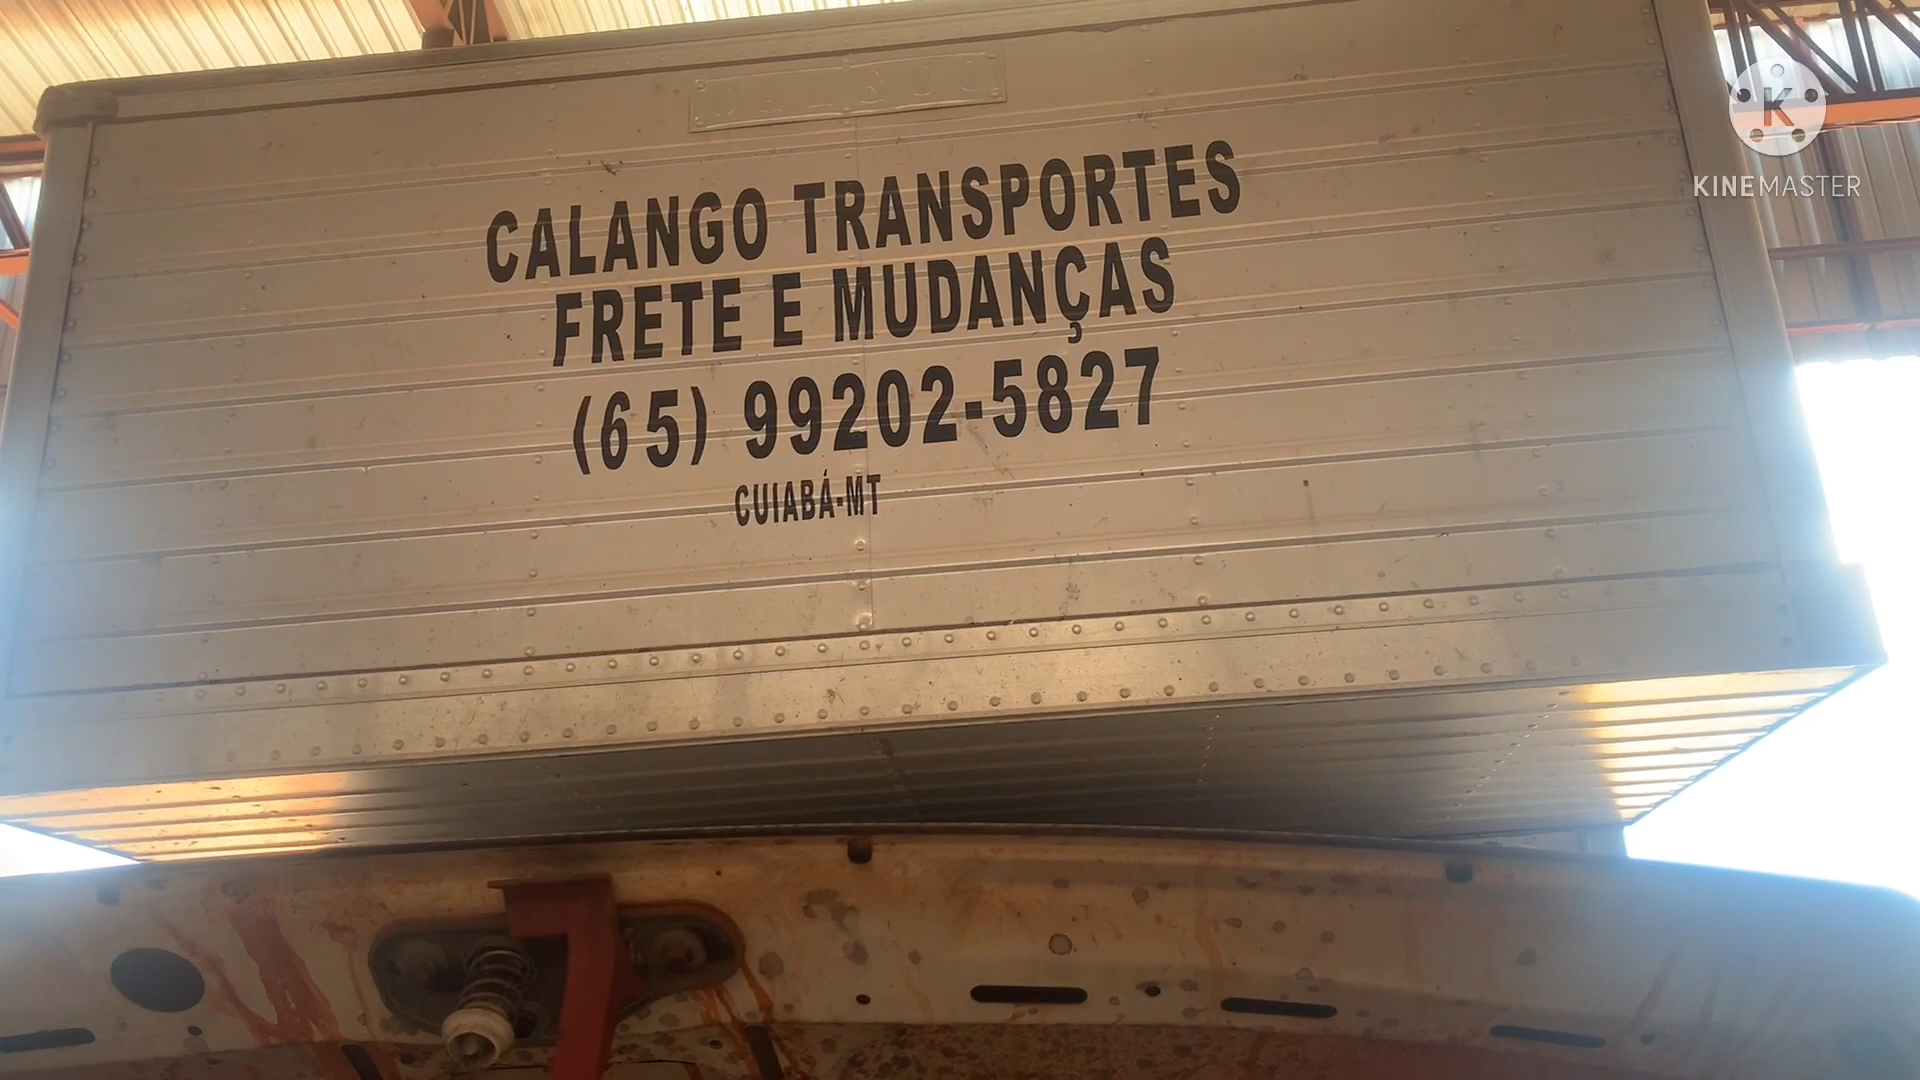 CALANGO TRANSPORTES
FRETE E MUDANÇAS
(65) 99202-5827
CUIABÁ-MT
K
KINEMASTER